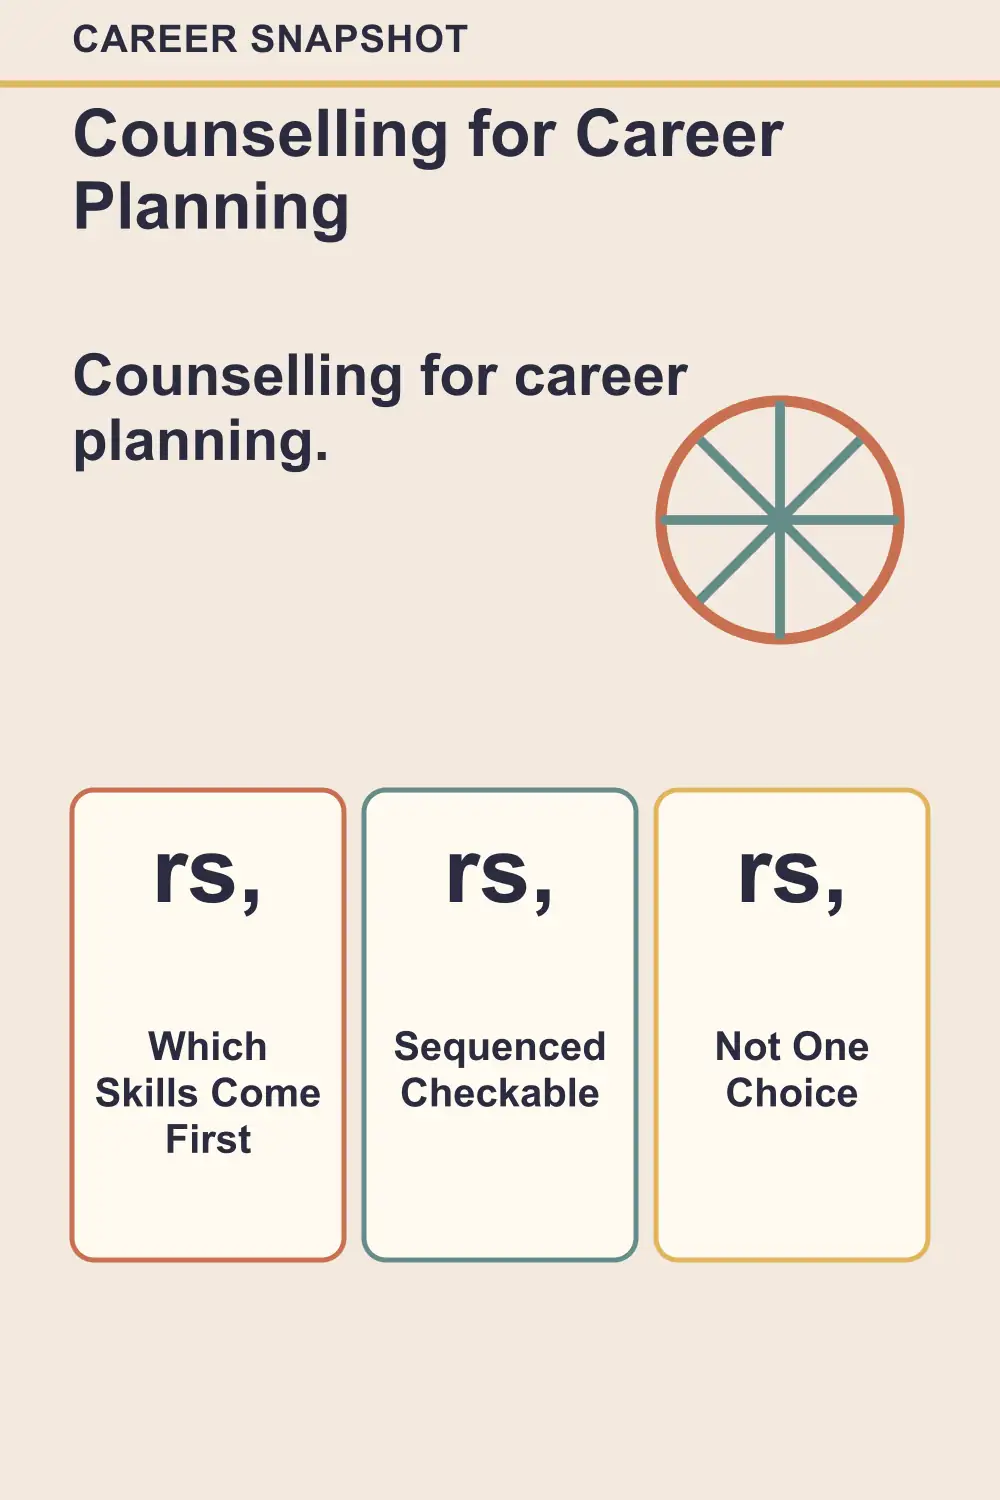 CAREER SNAPSHOT
Counselling for Career
Planning
Counselling for career
planning.
rs,
rs,
rs,
Which
Skills Come
First
Sequenced
Checkable
Not One
Choice